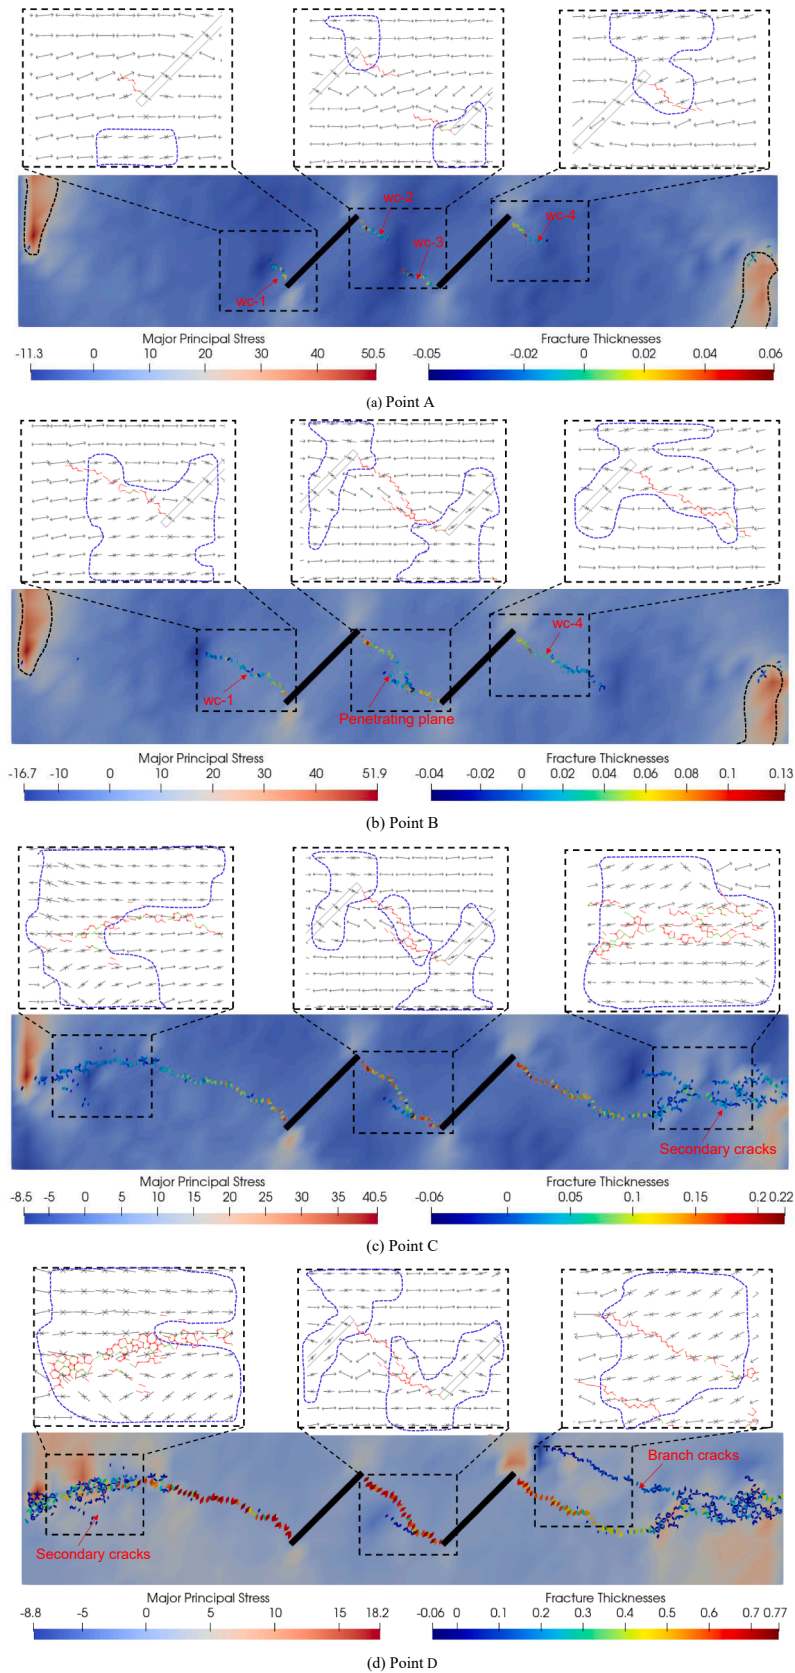 wc-2
wc-4
wc-3
wc-1
Major Principal Stress Fracture Thicknesses
-11.3 0 10 20 30 40 50.5 -0.05 -0.02 0 0.02 0.04 0.06
(a) Point A
wc-4
wc-1
Penetrating plane
Major Principal Stress Fracture Thicknesses
-16.7 -10 0 10 20 30 40 51.9 -0.04 -0.02 0 0.02 0.04 0.06 0.08 0.1 0.13
(b) Point B
Secondary cracks
Major Principal Stress Fracture Thicknesses
-8.5 -5 0 5 10 15 20 25 30 35 40.5 -0.06 0 0.05 0.1 0.15 0.2 0.22
(c) Point C
Branch cracks
Secondary cracks
Major Principal Stress Fracture Thicknesses
-8.8 -5 0 5 10 15 18.2 -0.06 0 0.1 0.2 0.3 0.4 0.5 0.6 0.7 0.77
(d) Point D